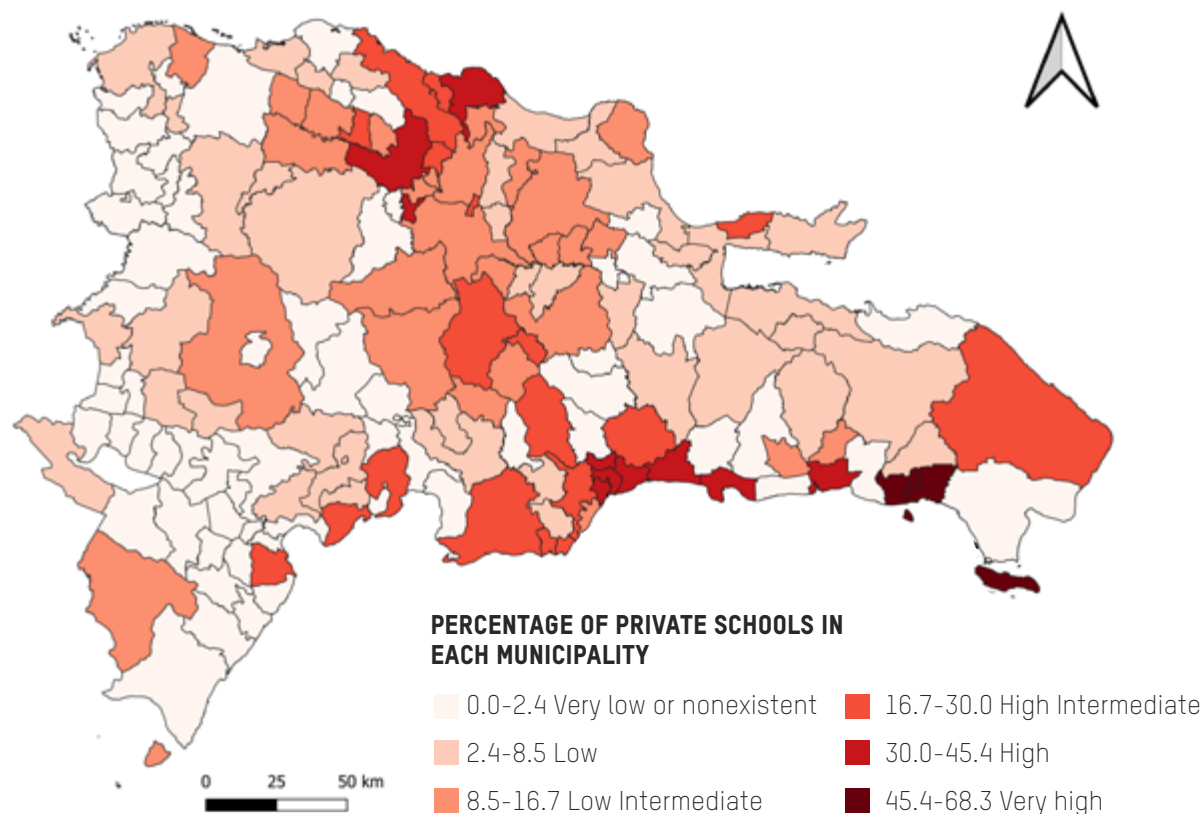 PERCENTAGE OF PRIVATE SCHOOLS IN
EACH MUNICIPALITY
0.0-2.4 Very low or nonexistent
2.4-8.5 Low
8.5-16.7 Low Intermediate
16.7-30.0 High Intermediate
30.0-45.4 High
45.4-68.3 Very high
0 25 50 km